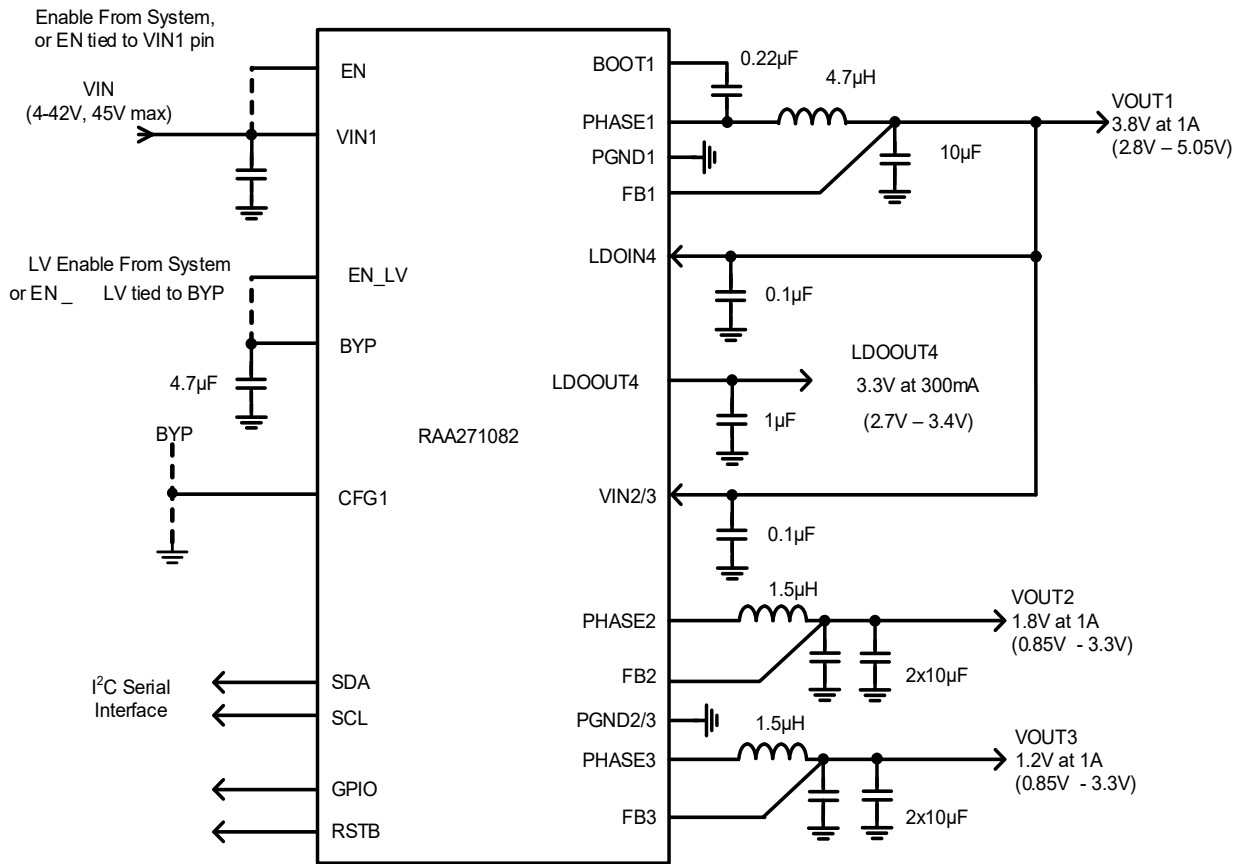 Enable From System,
or EN tied to VIN1 pin
VIN
(4-42V, 45V max)
EN
VIN1
LV Enable From System
or EN _ LV tied to BYP
EN_LV
BYP
4.7µF
BYP
CFG1
RAA271082
I²C Serial
Interface
SDA
SCL
GPIO
RSTB
BOOT1
0.22µF
4.7µH
PHASE1
VOUT1
3.8V at 1A
(2.8V – 5.05V)
PGND1
10µF
FB1
LDOIN4
0.1µF
LDOOUT4
LDOOUT4
3.3V at 300mA
(2.7V – 3.4V)
1µF
VIN2/3
0.1µF
1.5µH
PHASE2
VOUT2
1.8V at 1A
(0.85V - 3.3V)
FB2
2x10µF
PGND2/3
1.5µH
PHASE3
VOUT3
1.2V at 1A
(0.85V - 3.3V)
FB3
2x10µF